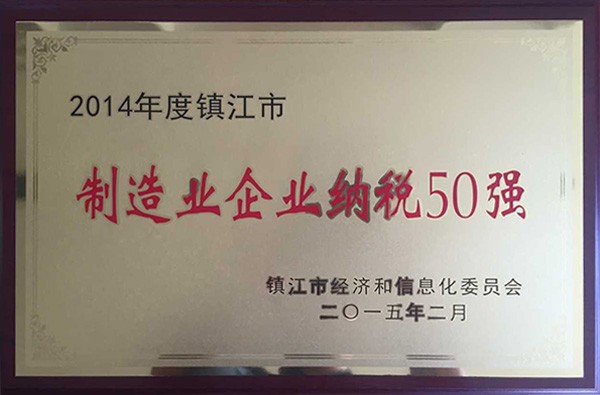 2014年度镇江市
制造业企业纳税50强
镇江市经济和信息化委员会
二〇一五年二月